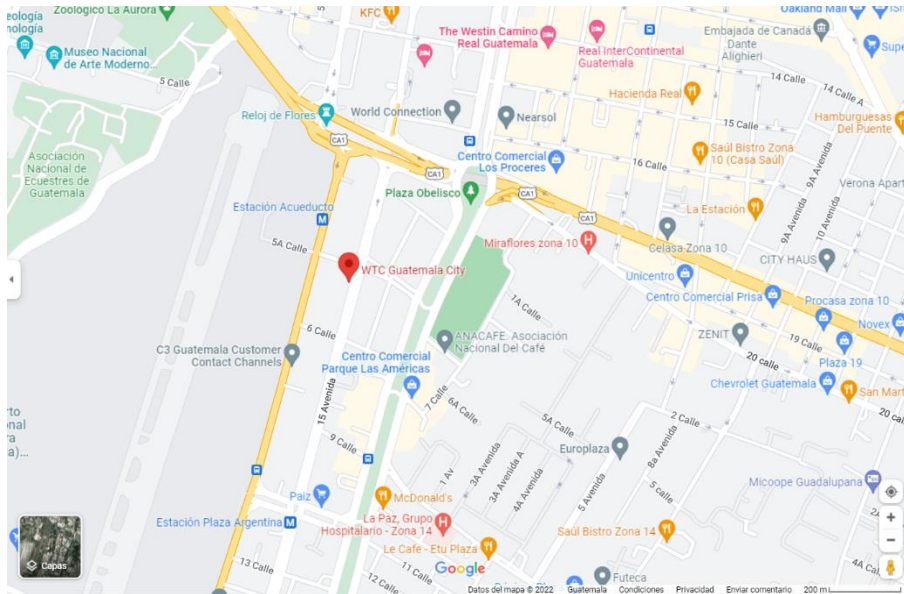 Zoológico La Aurora
Museo Nacional
de Arte Moderno...
5 Calle
KFC
The Westin Camino
Real Guatemala
Real InterContinental
Guatemala
Oakland Mall
Embajada de Canadá
Dante
Alighieri
14 Calle
14 Calle A
Hacienda Real
Hamburguesas
Del Puente
World Connection
Nearsol
Reloj de Flores
CA1
15 Calle
Saúl Bistro Zona
10 (Casa Saúl)
9A Avenida
Asociación
Nacional de
Ecuestres de
Guatemala
Centro Comercial
Los Proceres
16 Calle
CA1
Verona Apart
Plaza Obelisco
CA1
CA1
La Estación
Estación Acueducto
9A Avenida
10 Avenida
5A Calle
Miraflores zona 10
Celasa Zona 10
CITY HAUS
WTC Guatemala City
Unicentro
Centro Comercial Prisa
Procasa zona 10
1A Calle
Novex
6 Calle
ANACAFE. Asociación
Nacional Del Café
ZENIT
19 Calle
Plaza 19
C3 Guatemala Customer
Contact Channels
Centro Comercial
Parque Las Américas
20 calle
Chevrolet Guatemala
San Mart
15 Avenida
7 Calle
6A Calle
5A Calle
2 Calle
20 cal
9 Calle
Europlaza
8a Avenida
1 Av
3A Avenida
3A Avenida A
4A Avenida
5 Avenida
5 calle
Micoope Guadalupana
Paiz
McDonald's
Estación Plaza Argentina
La Paz, Grupo
Hospitalario - Zona 14
Saúl Bistro Zona 14
2A
Le Cafe - Etu Plaza
Capas
13 Calle
12 Calle
11 Calle
Google
Futeca
Datos del mapa © 2022 Guatemala Condiciones Privacidad Enviar comentario 200 m